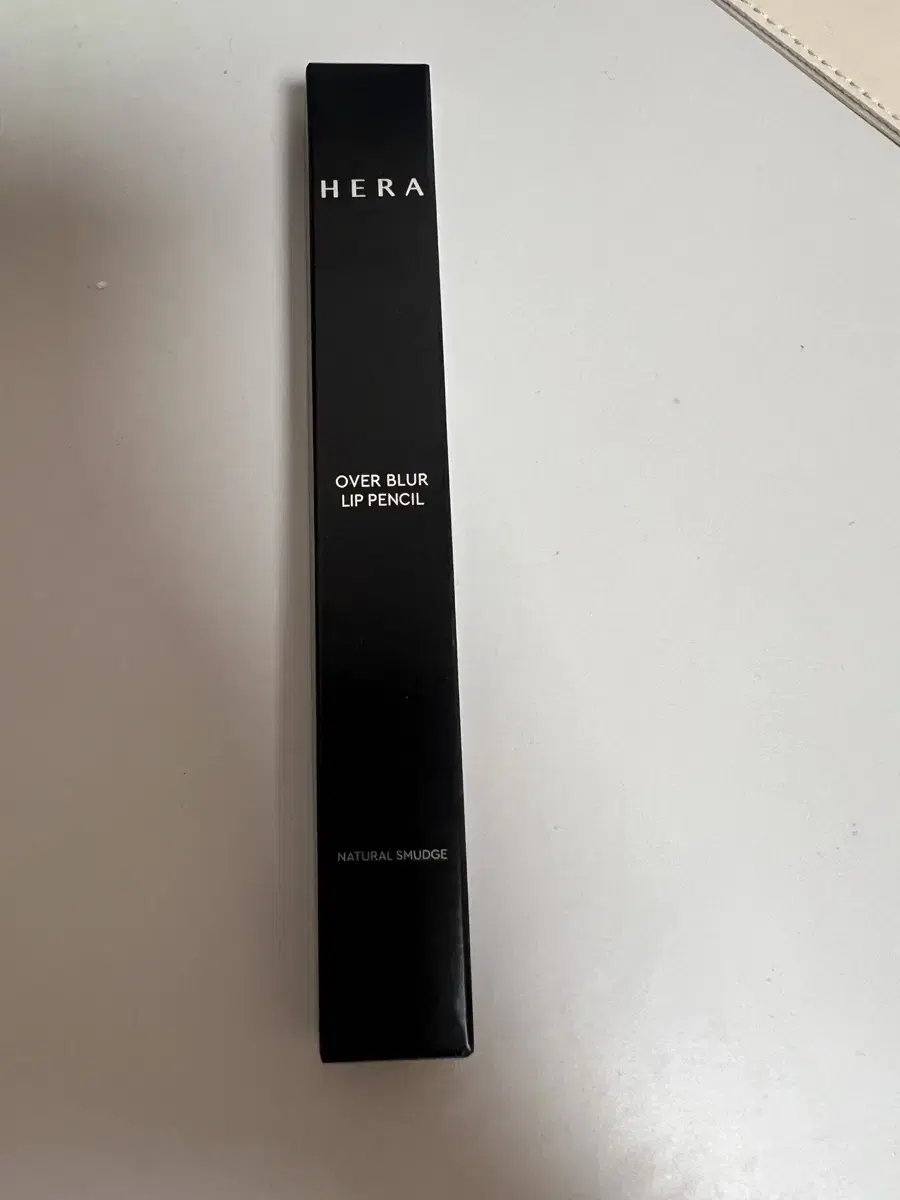 HERA
OVER BLUR
LIP PENCIL
NATURAL SMUDGE